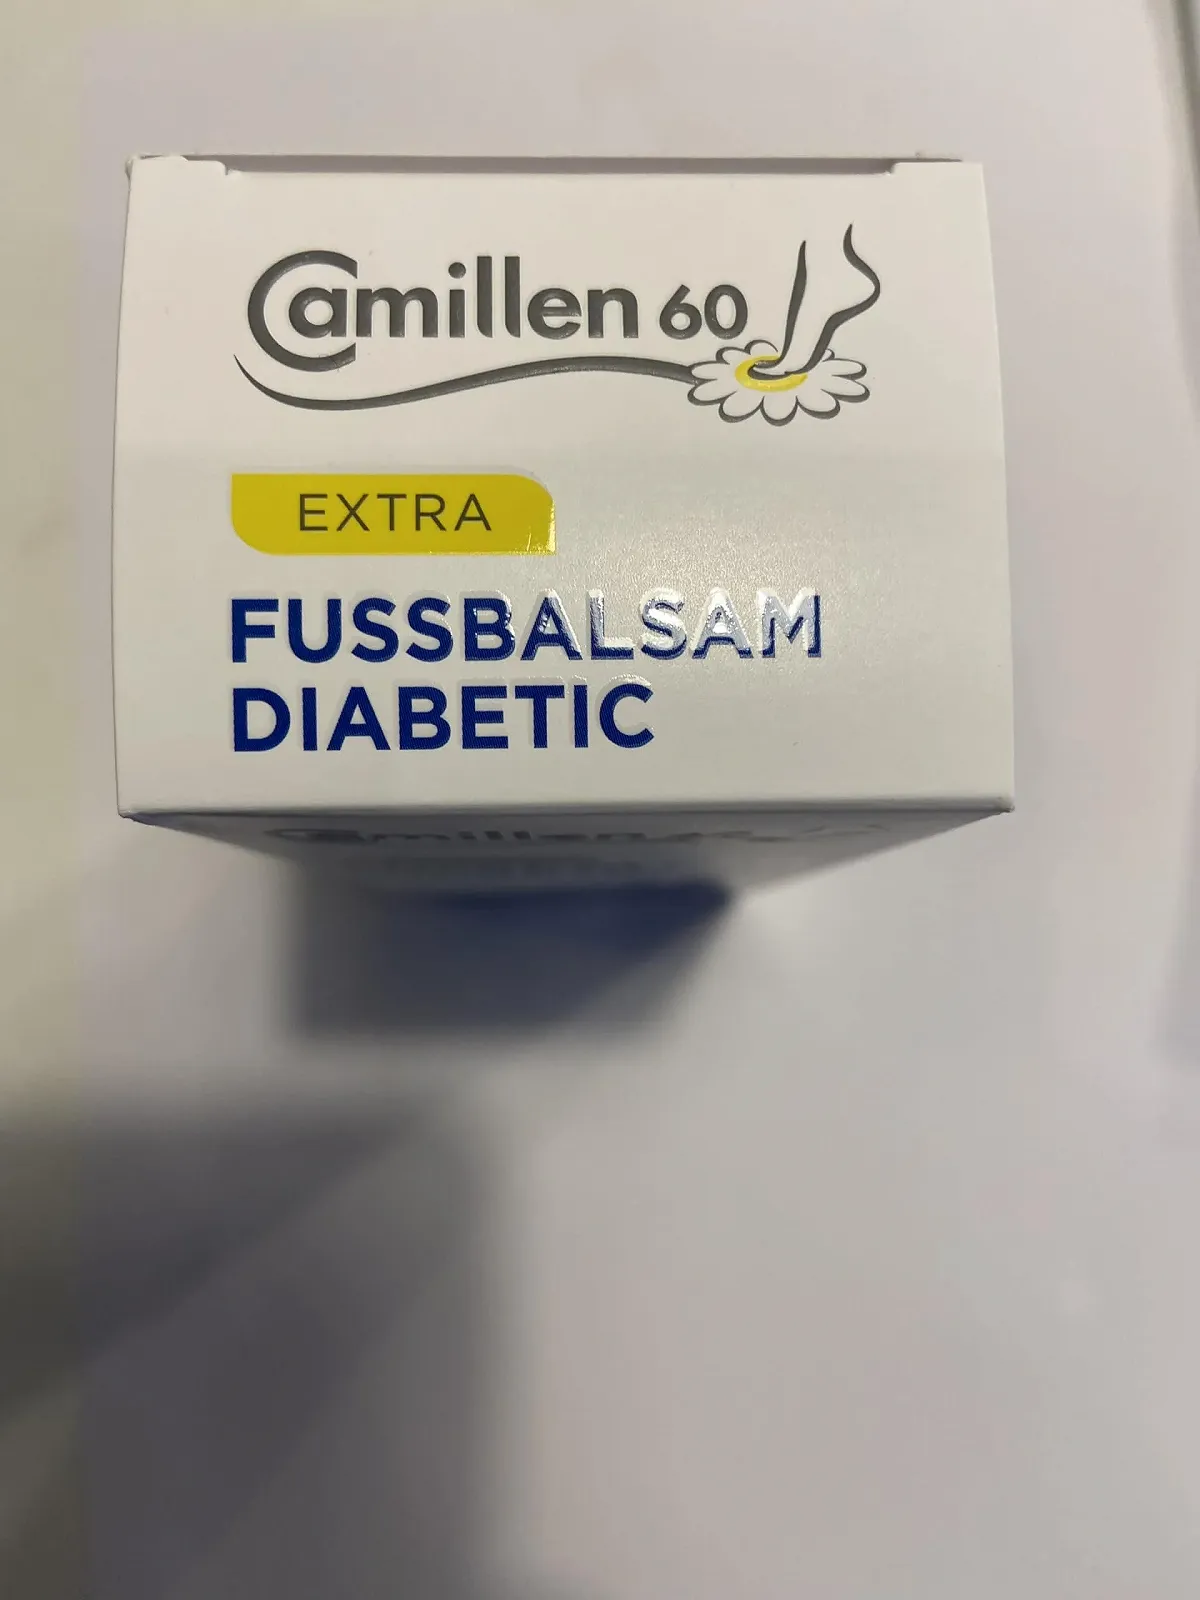 Camillen 60
EXTRA
FUSSBALSAM
DIABETIC